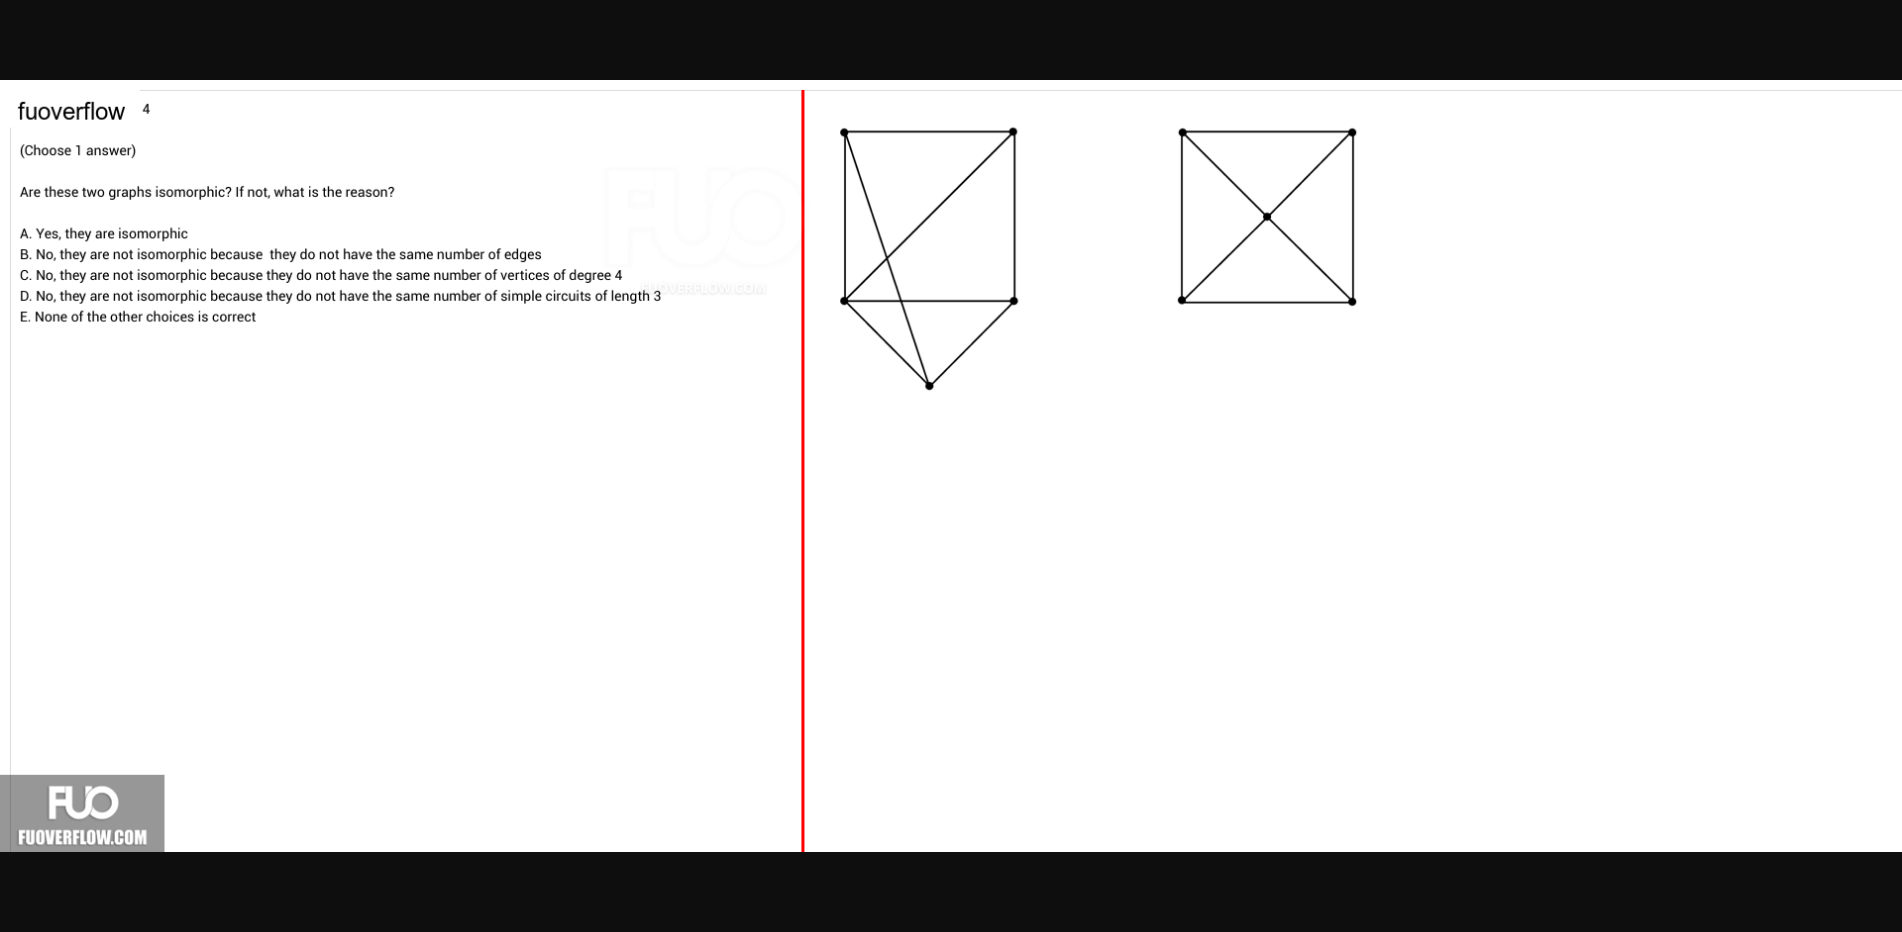 fuoverflow 4
(Choose 1 answer)
Are these two graphs isomorphic? If not, what is the reason?
A. Yes, they are isomorphic
B. No, they are not isomorphic because  they do not have the same number of edges
C. No, they are not isomorphic because they do not have the same number of vertices of degree 4
D. No, they are not isomorphic because they do not have the same number of simple circuits of length 3
E. None of the other choices is correct
FUO
FUOVERFLOW.COM
FUO
FUOVERFLOW.COM